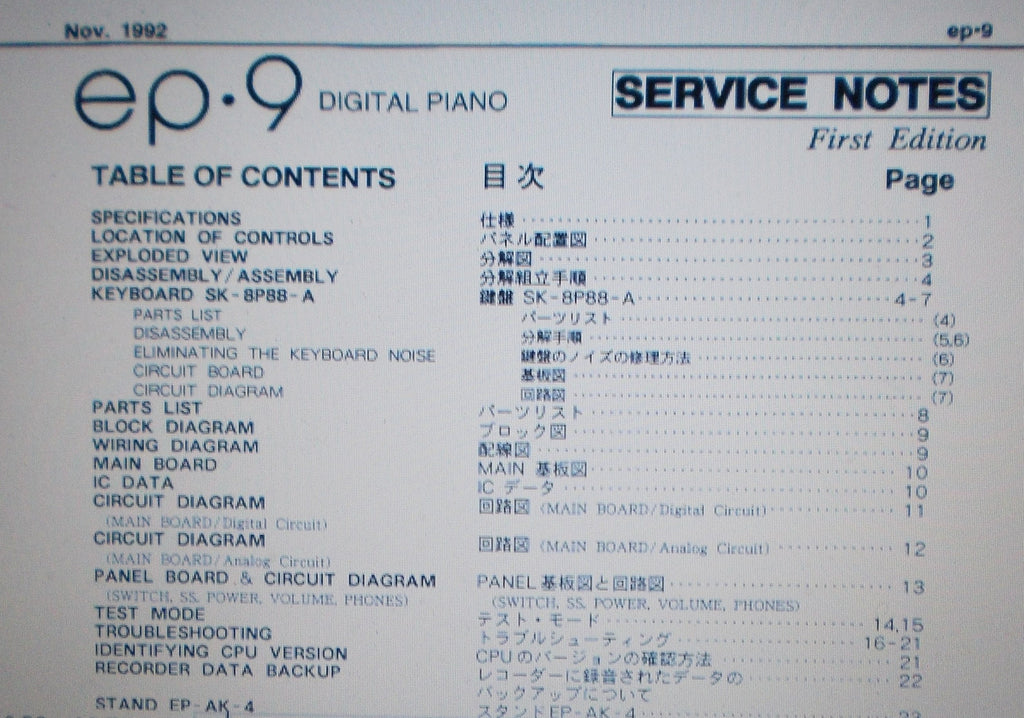 Nov. 1992 ep-9
ep·9 DIGITAL PIANO SERVICE NOTES
First Edition
TABLE OF CONTENTS 目次 Page
SPECIFICATIONS 仕様 1
LOCATION OF CONTROLS パネル配置図 2
EXPLODED VIEW 分解図 3
DISASSEMBLY/ASSEMBLY 分解組立手順 4
KEYBOARD SK-8P88-A 鍵盤 SK-8P88-A 4-7
PARTS LIST パーツリスト (4)
DISASSEMBLY 分解手順 (5,6)
ELIMINATING THE KEYBOARD NOISE 鍵盤のノイズの修理方法 (6)
CIRCUIT BOARD 基板図 (7)
CIRCUIT DIAGRAM 回路図 (7)
PARTS LIST パーツリスト 8
BLOCK DIAGRAM ブロック図 9
WIRING DIAGRAM 配線図 9
MAIN BOARD MAIN 基板図 10
IC DATA IC データ 10
CIRCUIT DIAGRAM 回路図 (MAIN BOARD/Digital Circuit) 11
(MAIN BOARD/Digital Circuit)
CIRCUIT DIAGRAM 回路図 (MAIN BOARD/Analog Circuit) 12
(MAIN BOARD/Analog Circuit)
PANEL BOARD & CIRCUIT DIAGRAM PANEL 基板図と回路図 13
(SWITCH, SS, POWER, VOLUME, PHONES) (SWITCH, SS, POWER, VOLUME, PHONES)
TEST MODE テスト・モード 14,15
TROUBLESHOOTING トラブルシューティング 16-21
IDENTIFYING CPU VERSION CPUのバージョンの確認方法 21
RECORDER DATA BACKUP レコーダーに録音されたデータの 22
バックアップについて
STAND EP-AK-4 スタンドEP-AK-4 23